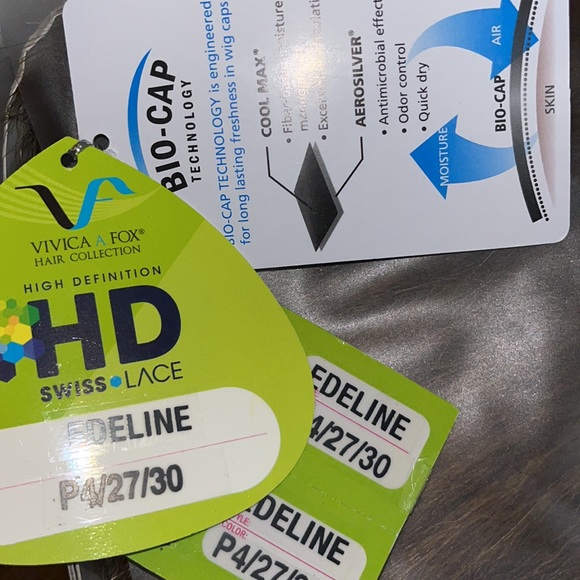 VIVICA A FOX®
HAIR COLLECTION
HIGH DEFINITION
HD
SWISS LACE
EDELINE
P4/27/30
EDELINE
4/27/30
EDELINE
COLOR:
P4/27/
BIO-CAP
TECHNOLOGY
BIO-CAP TECHNOLOGY is engineered
for long lasting freshness in wig caps
COOL MAX®
AEROSILVER®
• Antimicrobial effect
• Odor control
• Quick dry
MOISTURE
AIR
BIO-CAP
SKIN